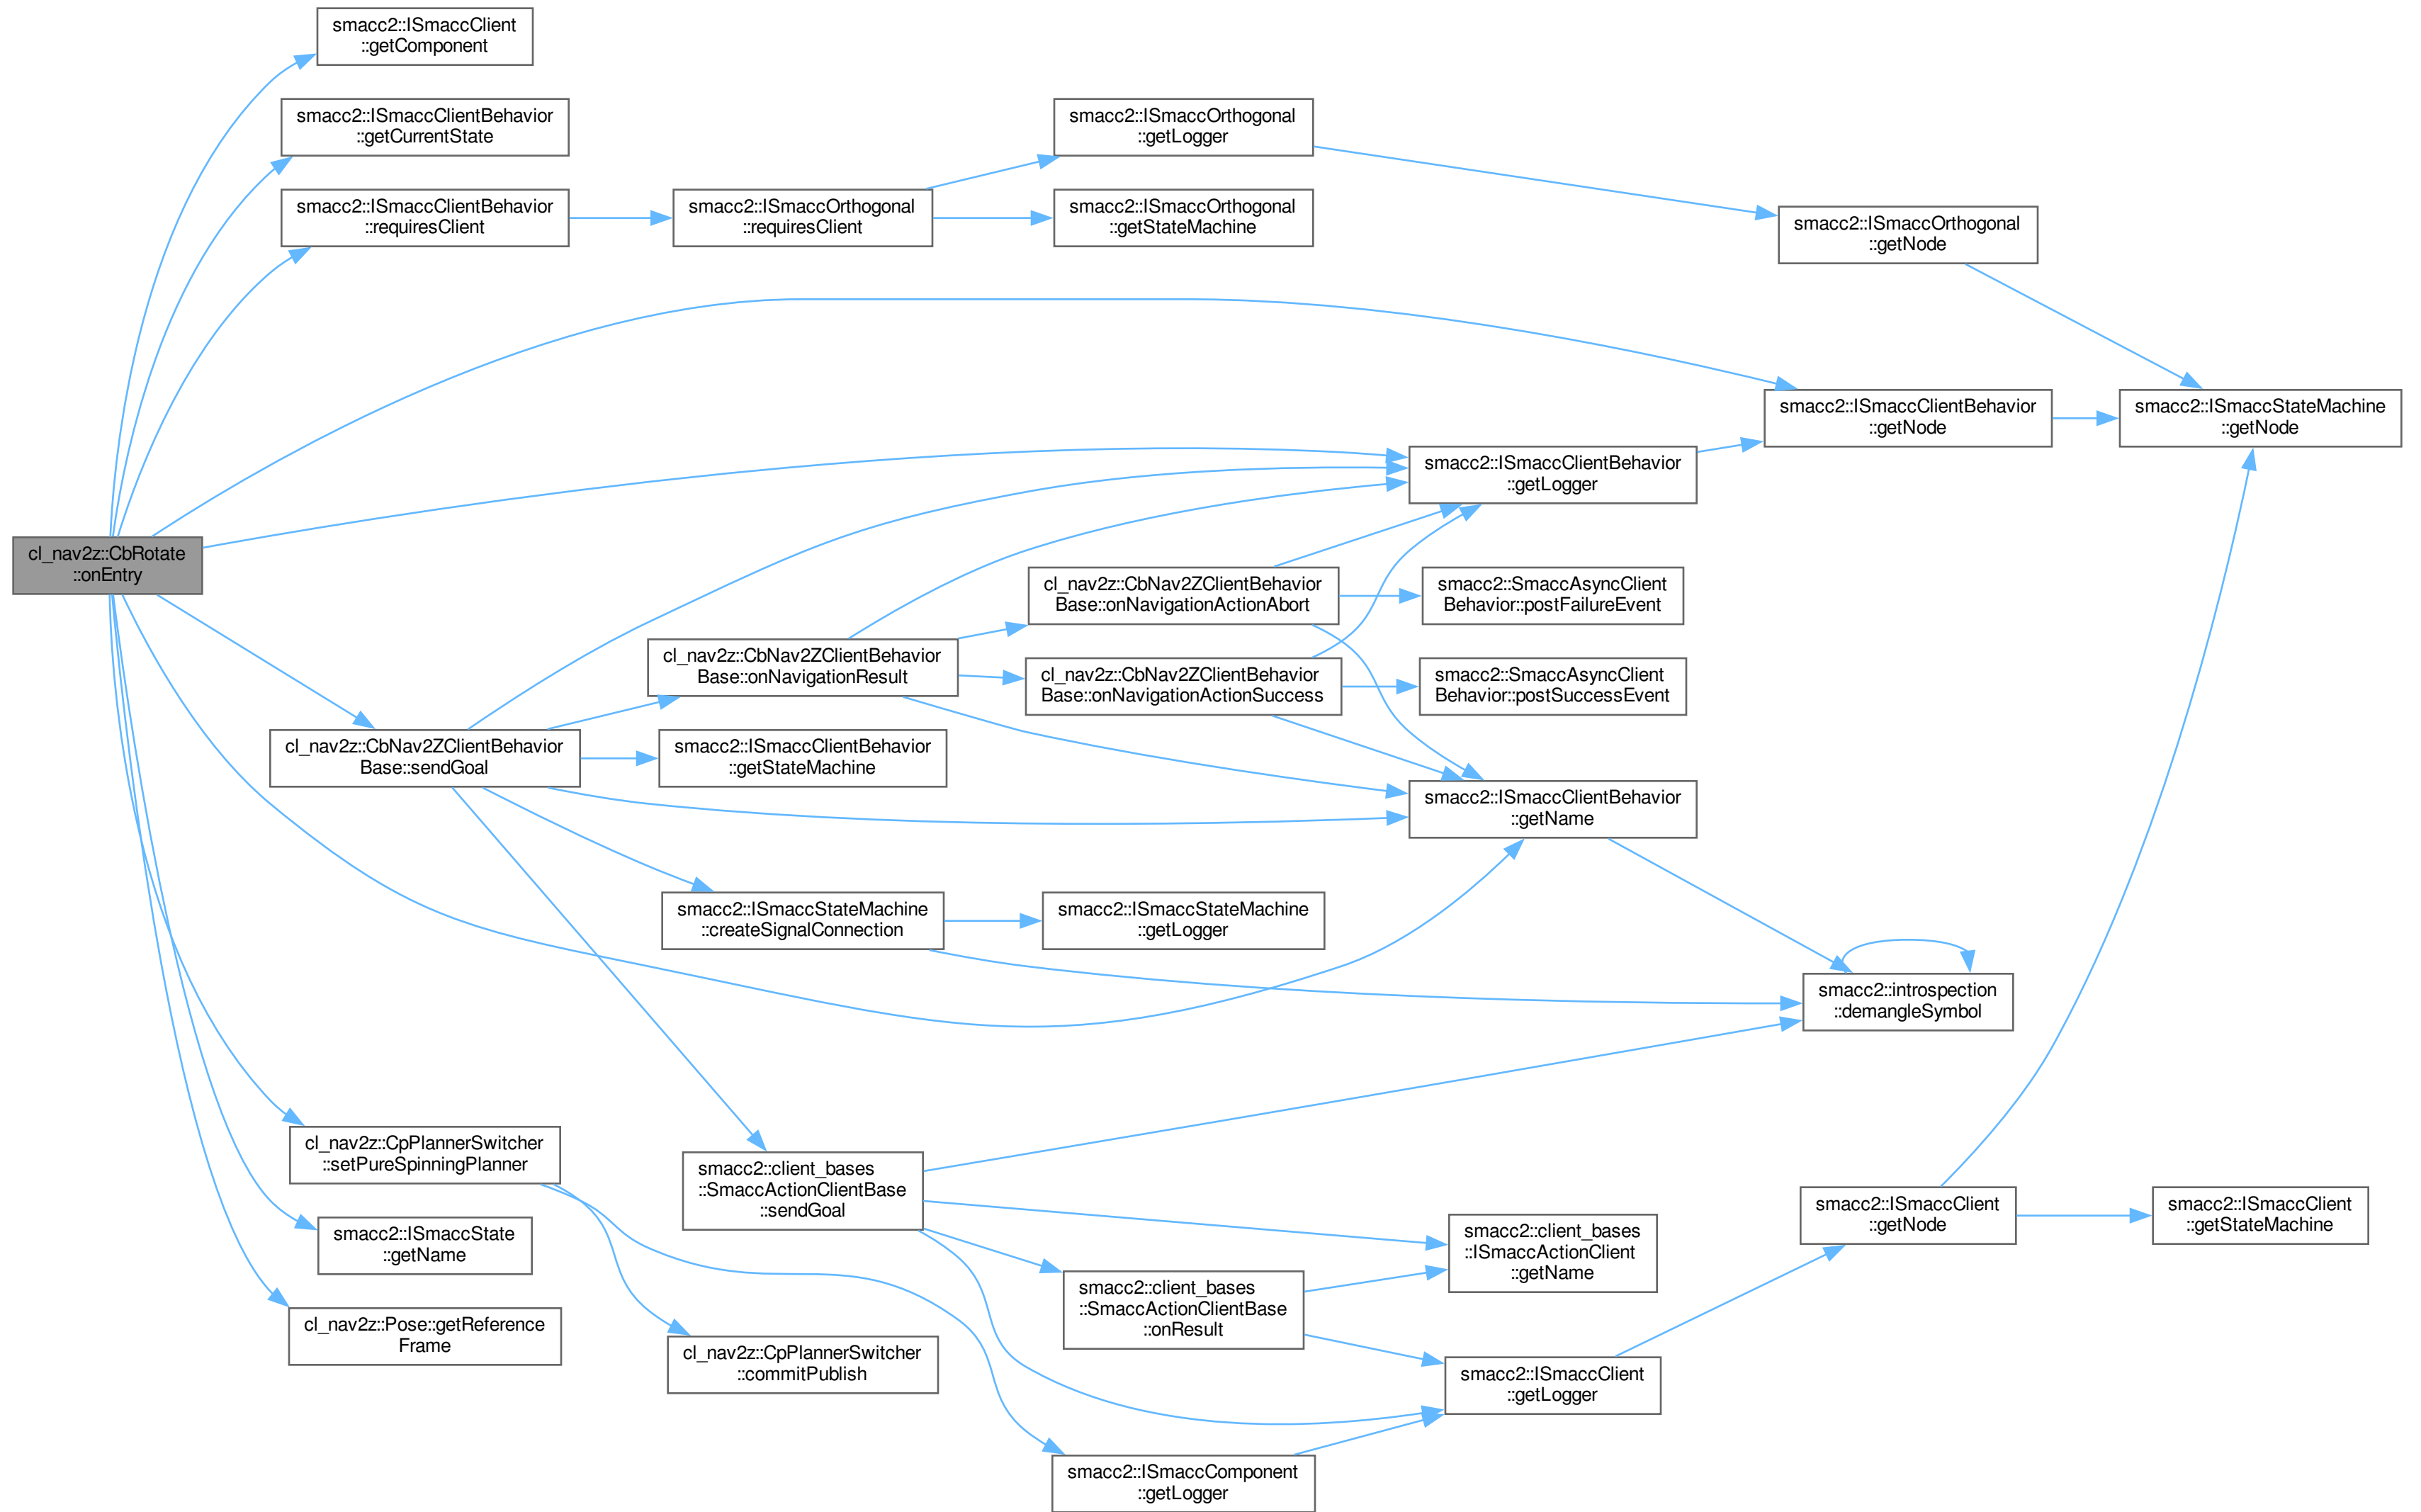 smacc2::ISmaccClient
::getComponent
smacc2::ISmaccClientBehavior
::getCurrentState
smacc2::ISmaccClientBehavior
::requiresClient
smacc2::ISmaccOrthogonal
::requiresClient
smacc2::ISmaccOrthogonal
::getLogger
smacc2::ISmaccOrthogonal
::getStateMachine
smacc2::ISmaccOrthogonal
::getNode
smacc2::ISmaccClientBehavior
::getNode
smacc2::ISmaccStateMachine
::getNode
smacc2::ISmaccClientBehavior
::getLogger
cl_nav2z::CbRotate
::onEntry
cl_nav2z::CbNav2ZClientBehavior
Base::onNavigationActionAbort
smacc2::SmaccAsyncClient
Behavior::postFailureEvent
cl_nav2z::CbNav2ZClientBehavior
Base::onNavigationResult
cl_nav2z::CbNav2ZClientBehavior
Base::onNavigationActionSuccess
smacc2::SmaccAsyncClient
Behavior::postSuccessEvent
cl_nav2z::CbNav2ZClientBehavior
Base::sendGoal
smacc2::ISmaccClientBehavior
::getStateMachine
smacc2::ISmaccClientBehavior
::getName
smacc2::ISmaccStateMachine
::createSignalConnection
smacc2::ISmaccStateMachine
::getLogger
smacc2::introspection
::demangleSymbol
cl_nav2z::CpPlannerSwitcher
::setPureSpinningPlanner
smacc2::client_bases
::SmaccActionClientBase
::sendGoal
smacc2::ISmaccState
::getName
smacc2::client_bases
::ISmaccActionClient
::getName
smacc2::ISmaccClient
::getNode
smacc2::ISmaccClient
::getStateMachine
smacc2::client_bases
::SmaccActionClientBase
::onResult
cl_nav2z::Pose::getReference
Frame
cl_nav2z::CpPlannerSwitcher
::commitPublish
smacc2::ISmaccClient
::getLogger
smacc2::ISmaccComponent
::getLogger